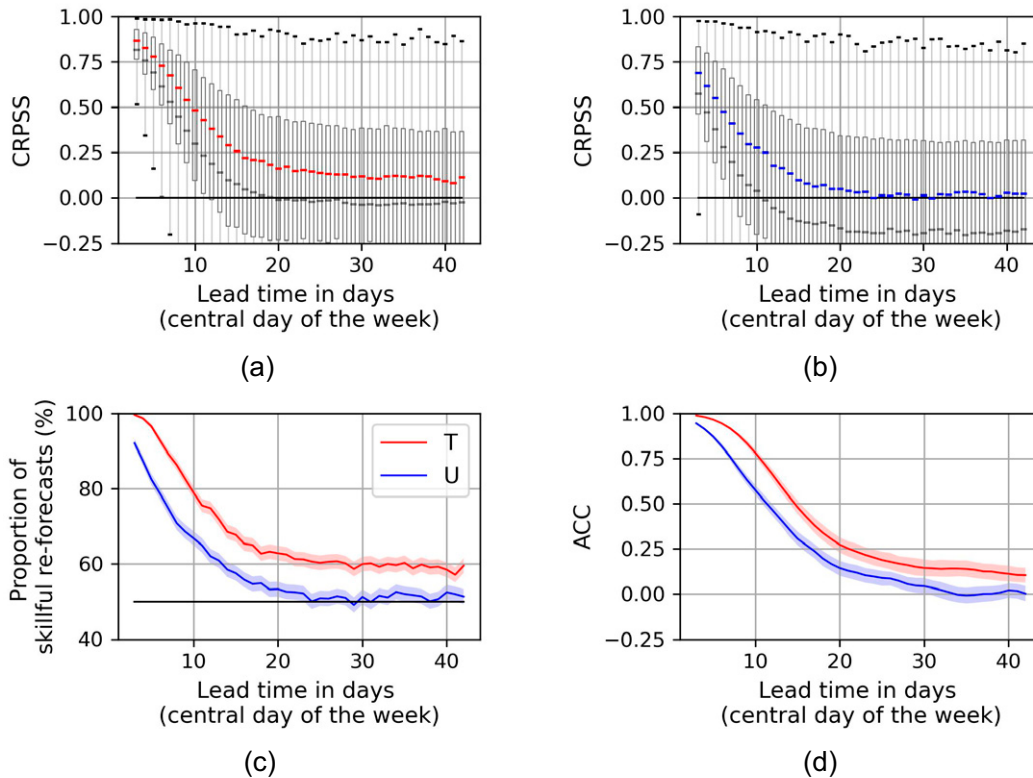 1.00
0.75
0.50
0.25
0.00
−0.25
CRPSS
10 20 30 40
Lead time in days
(central day of the week)
(a)
1.00
0.75
0.50
0.25
0.00
−0.25
CRPSS
10 20 30 40
Lead time in days
(central day of the week)
(b)
100
80
60
40
Proportion of
skillful re-forecasts (%)
T
U
10 20 30 40
Lead time in days
(central day of the week)
(c)
1.00
0.75
0.50
0.25
0.00
−0.25
ACC
10 20 30 40
Lead time in days
(central day of the week)
(d)